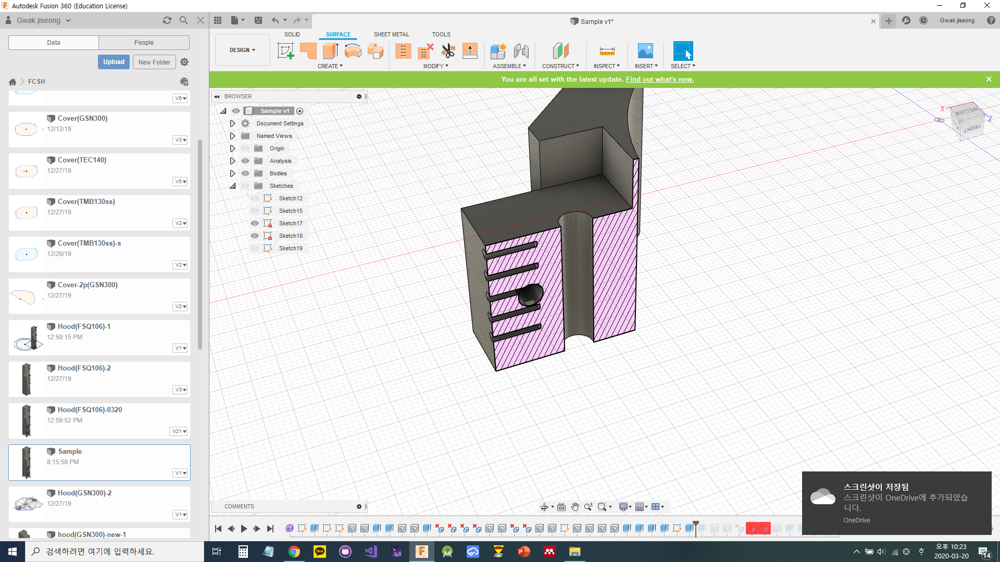 Autodesk Fusion 360 (Education License)
Gwak jiseong
Sample v1*
Gwak jiseong
Data
People
Upload
New Folder
FCSH
V6
Cover(GSN300)
12/12/19
V3
Cover(TEC140)
12/27/19
V5
Cover(TMB130ss)
12/27/19
V2
Cover(TMB130ss)-s
12/20/19
V2
Cover-2p(GSN300)
12/27/19
V2
Hood(FSQ106)-1
12:59:15 PM
V1
Hood(FSQ106)-2
12/27/19
V3
Hood(FSQ106)-0320
12:59:52 PM
V21
Sample
8:15:58 PM
V1
Hood(GSN300)-2
12/27/19
V1
hood(GSN300)-new-1
DESIGN
SOLID
SURFACE
SHEET METAL
TOOLS
CREATE
MODIFY
ASSEMBLE
CONSTRUCT
INSPECT
INSERT
SELECT
You are all set with the latest update. Find out what's new.
BROWSER
Sample v1
Document Settings
Named Views
Origin
Analysis
Bodies
Sketches
Sketch12
Sketch15
Sketch17
Sketch18
Sketch19
X
Z
BOTTOM
FRONT
COMMENTS
스크린샷이 저장됨
스크린샷이 OneDrive에 추가되었습
니다.
OneDrive
검색하려면 여기에 입력하세요.
TALK
오후 10:23
2020-03-20
14